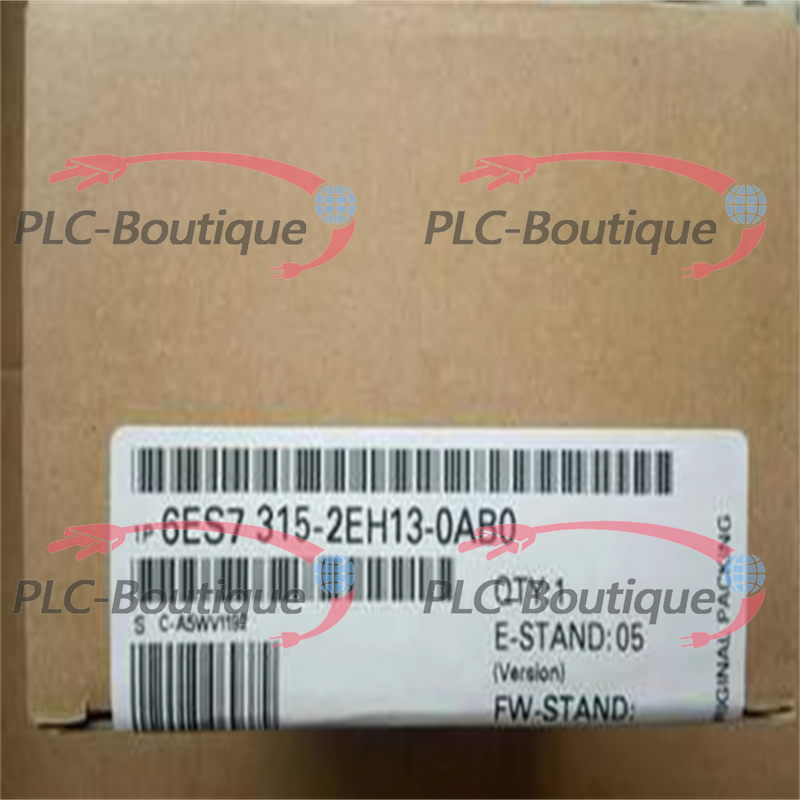 PLC-Boutique PLC-Boutique
1P 6ES7 315-2EH13-0AB0
PLC-Boutique PLC-Boutique
QTY 1
S C-A5WV119
E-STAND: 05
(Version)
FW-STAND:
ORIGINAL PACKING